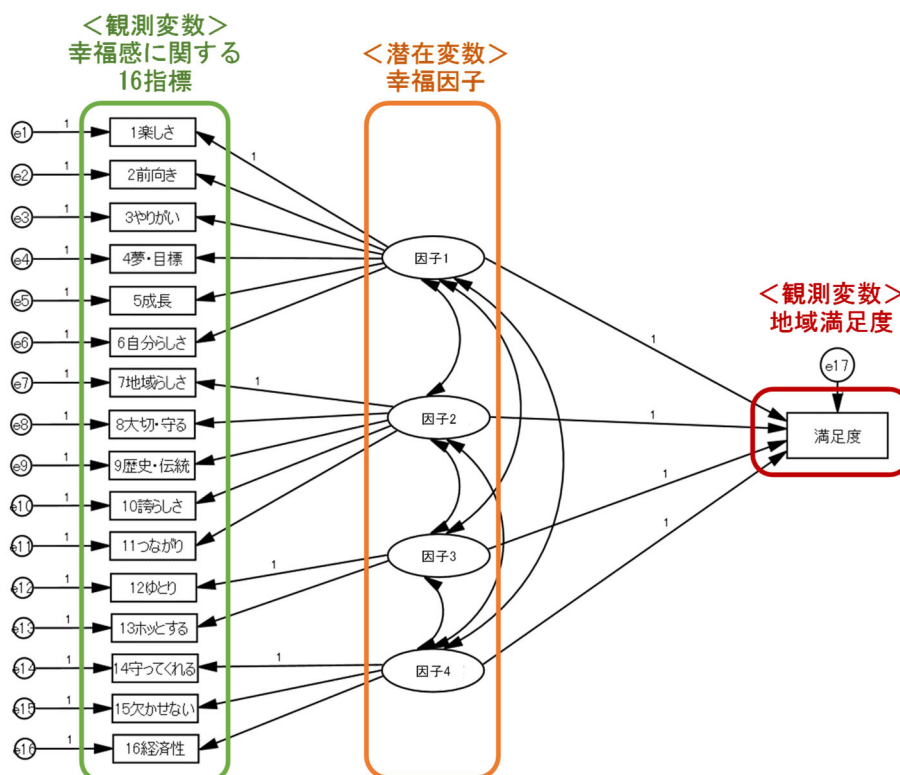 ＜観測変数＞
幸福感に関する
16指標
＜潜在変数＞
幸福因子
＜観測変数＞
地域満足度
e1 1 1楽しさ
e2 1 2前向き
e3 1 3やりがい
e4 1 4夢・目標
e5 1 5成長
e6 1 6自分らしさ
e7 1 7地域らしさ
e8 1 8大切・守る
e9 1 9歴史・伝統
e10 1 10誇らしさ
e11 1 11つながり
e12 1 12ゆとり
e13 1 13ホッとする
e14 1 14守ってくれる
e15 1 15欠かせない
e16 1 16経済性
1 因子1 1
1 因子2 1
1 因子3 1
1 因子4 1
e17
満足度